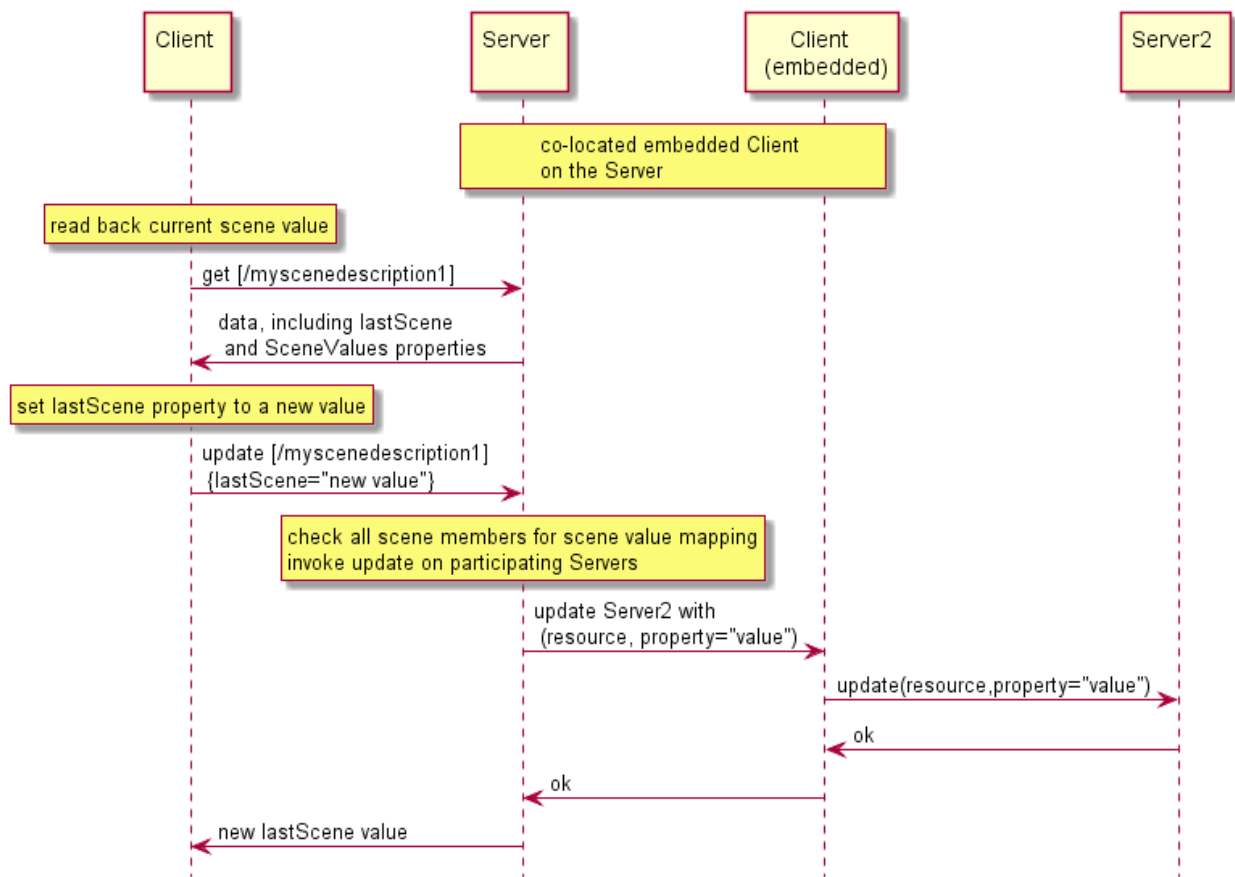 Client
Server
Client
(embedded)
Server2
co-located embedded Client
on the Server
read back current scene value
get [/myscenedescription1]
data, including lastScene
and SceneValues properties
set lastScene property to a new value
update [/myscenedescription1]
{lastScene="new value"}
check all scene members for scene value mapping
invoke update on participating Servers
update Server2 with
(resource, property="value")
update(resource,property="value")
ok
ok
new lastScene value